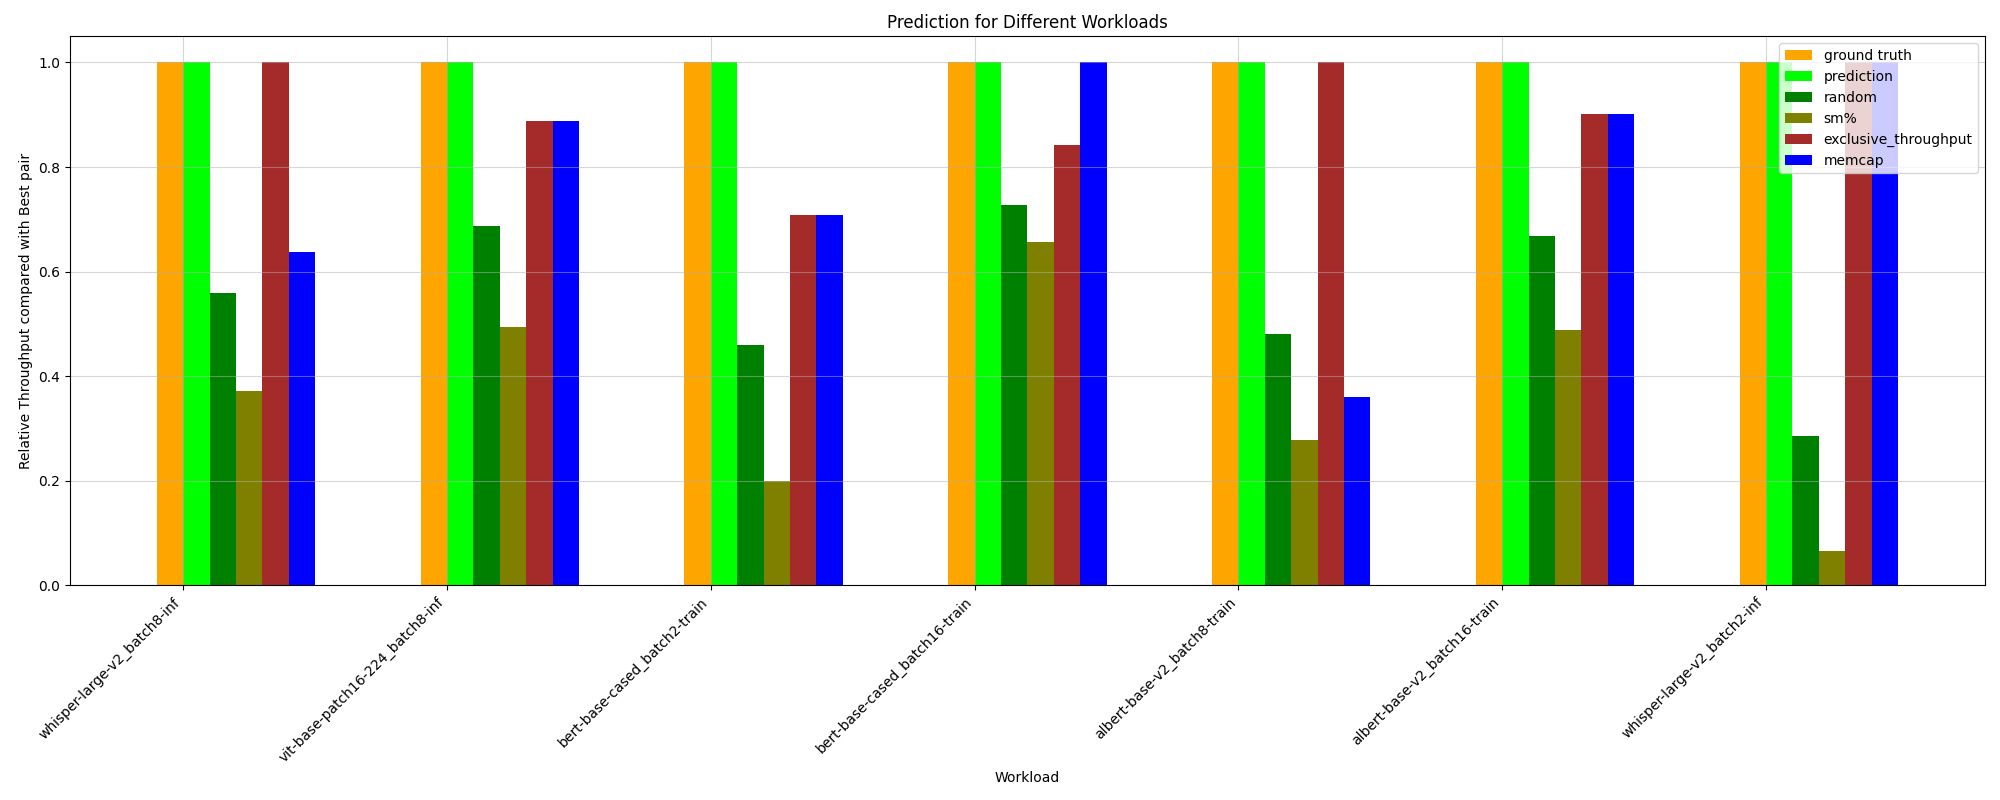 Prediction for Different Workloads
Relative Throughput compared with Best pair
1.0
0.8
0.6
0.4
0.2
0.0
ground truth
prediction
random
sm%
exclusive_throughput
memcap
whisper-large-v2_batch8-inf
vit-base-patch16-224_batch8-inf
bert-base-cased_batch2-train
bert-base-cased_batch16-train
albert-base-v2_batch8-train
albert-base-v2_batch16-train
whisper-large-v2_batch2-inf
Workload